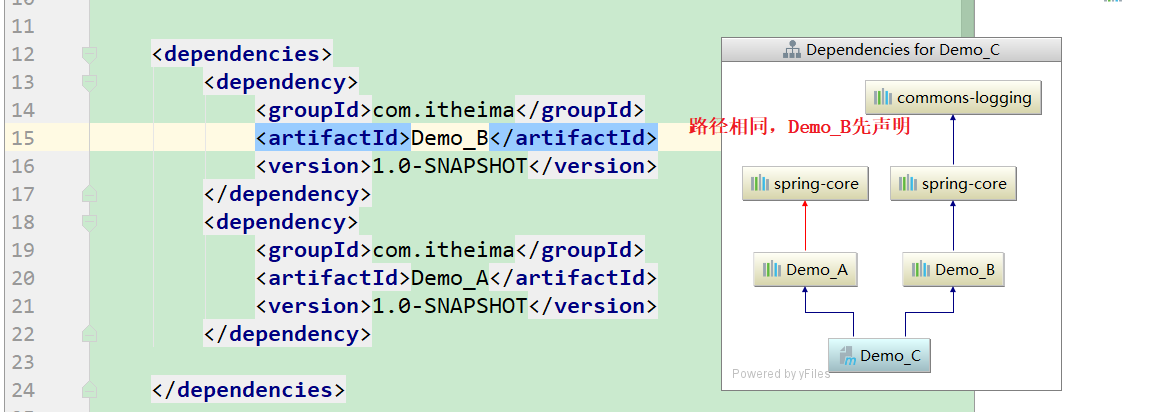 11
12 <dependencies>
13 <dependency>
14 <groupId>com.itheima</groupId>
15 <artifactId>Demo_B</artifactId>
16 <version>1.0-SNAPSHOT</version>
17 </dependency>
18 <dependency>
19 <groupId>com.itheima</groupId>
20 <artifactId>Demo_A</artifactId>
21 <version>1.0-SNAPSHOT</version>
22 </dependency>
23
24 </dependencies>
Dependencies for Demo_C
commons-logging
路径相同，Demo_B先声明
spring-core
spring-core
Demo_A
Demo_B
Demo_C
Powered by yFiles